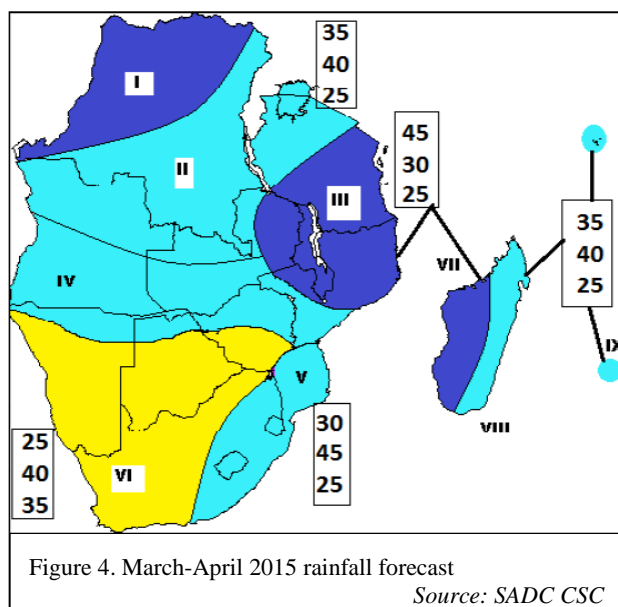 35
40
25
I
45
30
25
II
III
35
40
25
VII
IV
IX
V
VIII
30
45
25
25
40
35
VI
Figure 4. March-April 2015 rainfall forecast
Source: SADC CSC